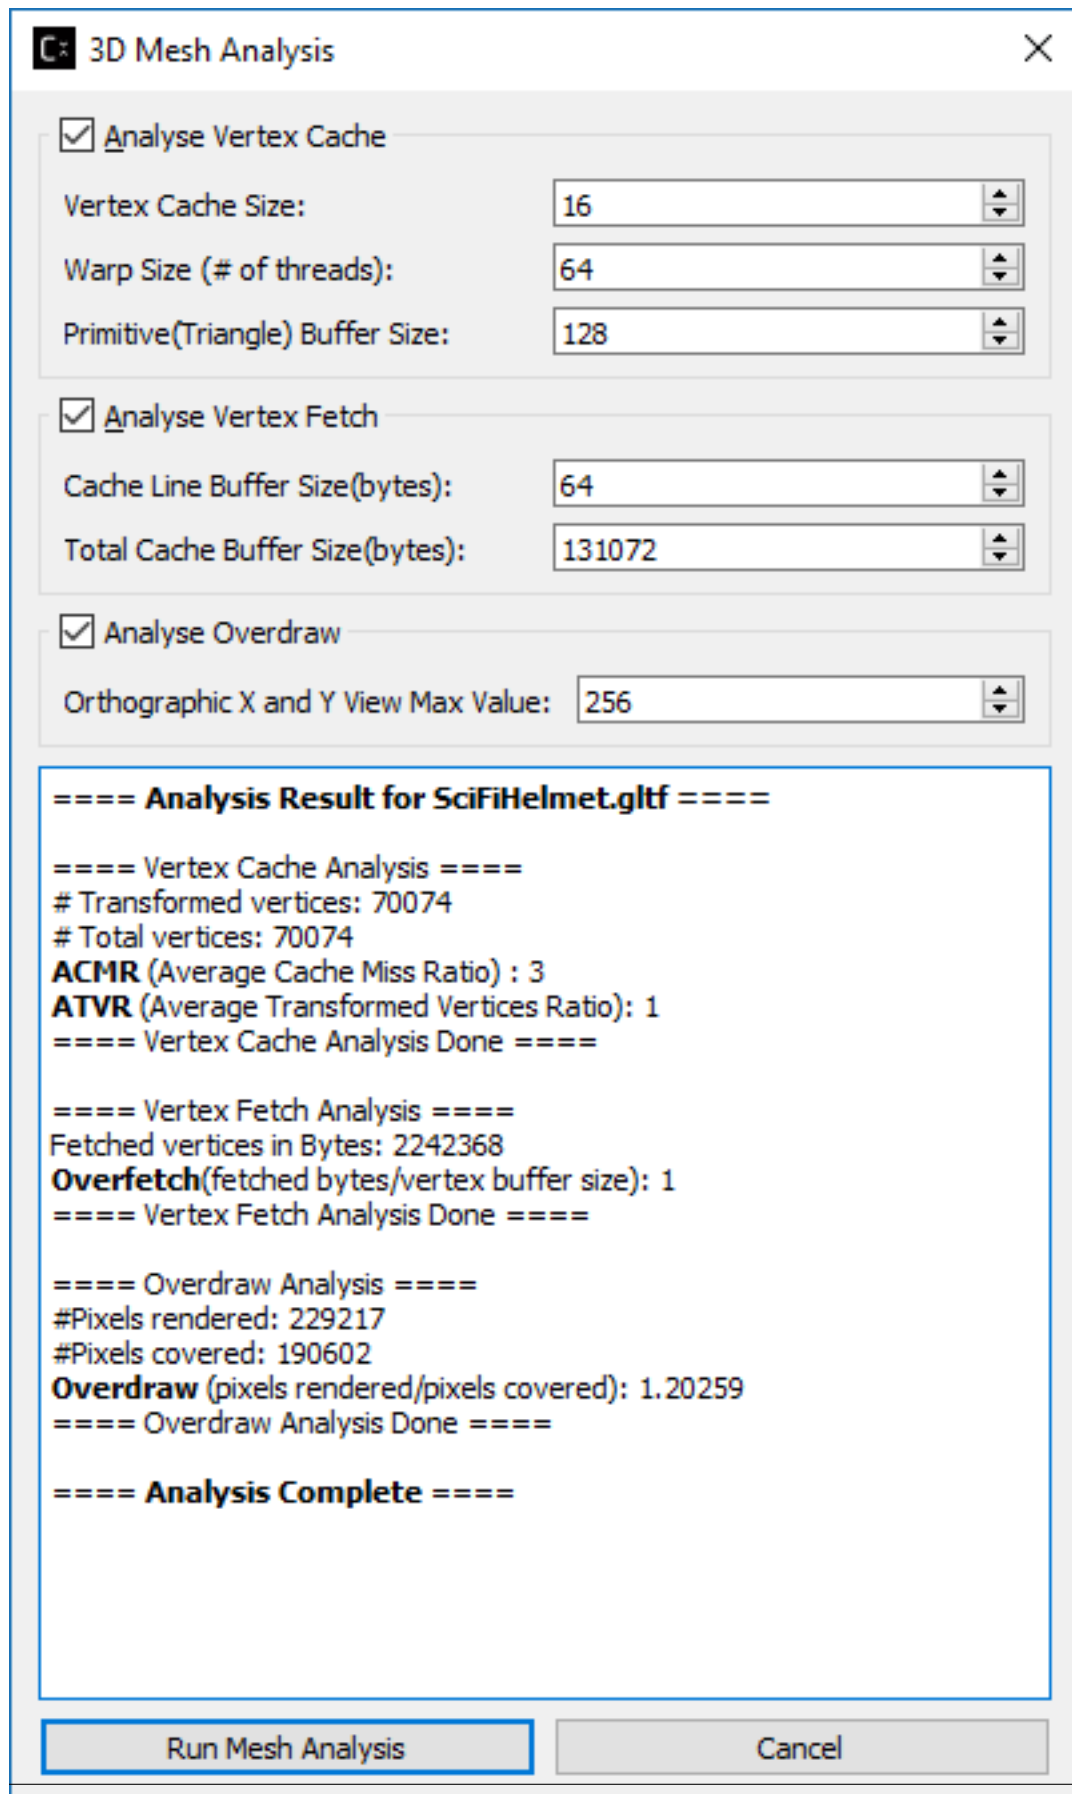 Cx 3D Mesh Analysis
Analyse Vertex Cache
Vertex Cache Size: 16
Warp Size (# of threads): 64
Primitive(Triangle) Buffer Size: 128
Analyse Vertex Fetch
Cache Line Buffer Size(bytes): 64
Total Cache Buffer Size(bytes): 131072
Analyse Overdraw
Orthographic X and Y View Max Value: 256
==== Analysis Result for SciFiHelmet.gltf ====
==== Vertex Cache Analysis ====
# Transformed vertices: 70074
# Total vertices: 70074
ACMR (Average Cache Miss Ratio) : 3
ATVR (Average Transformed Vertices Ratio): 1
==== Vertex Cache Analysis Done ====
==== Vertex Fetch Analysis ====
Fetched vertices in Bytes: 2242368
Overfetch(fetched bytes/vertex buffer size): 1
==== Vertex Fetch Analysis Done ====
==== Overdraw Analysis ====
#Pixels rendered: 229217
#Pixels covered: 190602
Overdraw (pixels rendered/pixels covered): 1.20259
==== Overdraw Analysis Done ====
==== Analysis Complete ====
Run Mesh Analysis Cancel